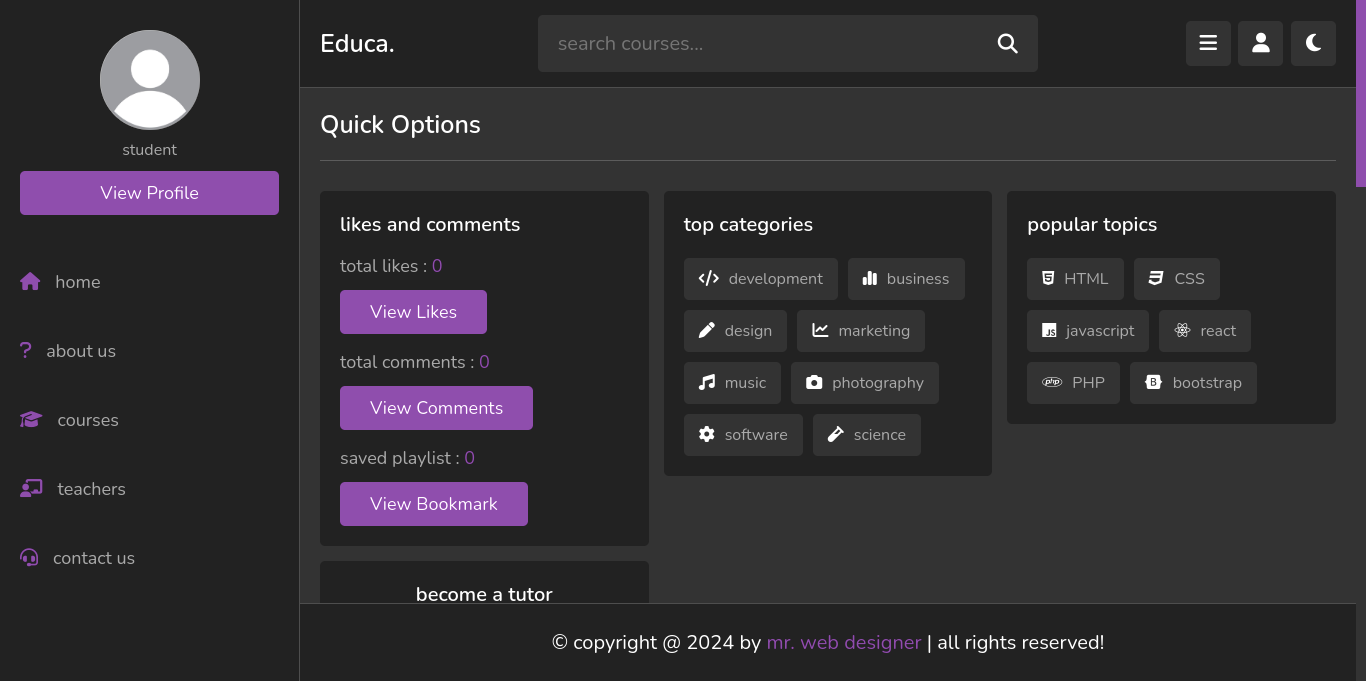 student
View Profile
home
about us
courses
teachers
contact us
Educa.
search courses...
Quick Options
likes and comments
total likes : 0
View Likes
total comments : 0
View Comments
saved playlist : 0
View Bookmark
become a tutor
top categories
development business
design marketing
music photography
software science
popular topics
HTML CSS
JS javascript react
php PHP B bootstrap
© copyright @ 2024 by mr. web designer | all rights reserved!